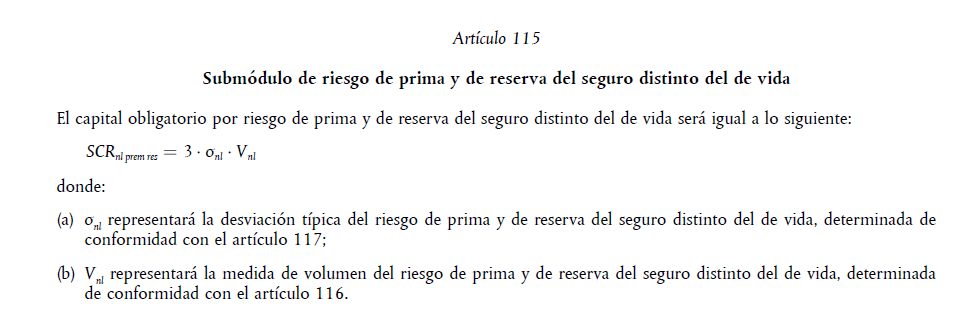 Artículo 115
Submódulo de riesgo de prima y de reserva del seguro distinto del de vida
El capital obligatorio por riesgo de prima y de reserva del seguro distinto del de vida será igual a lo siguiente:
SCR_{nl prem res} = 3 · σ_{nl} · V_{nl}
donde:
(a) σ_{nl} representará la desviación típica del riesgo de prima y de reserva del seguro distinto del de vida, determinada de
conformidad con el artículo 117;
(b) V_{nl} representará la medida de volumen del riesgo de prima y de reserva del seguro distinto del de vida, determinada
de conformidad con el artículo 116.